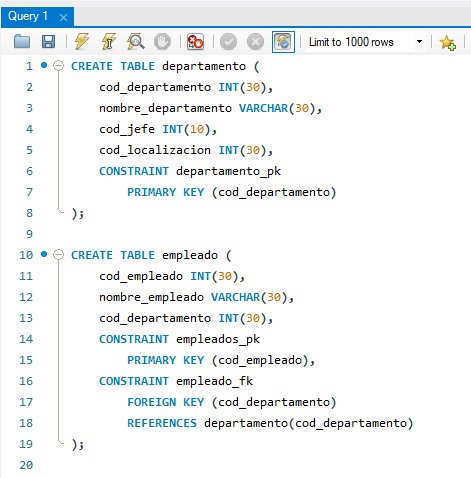 Query 1
Limit to 1000 rows
1 CREATE TABLE departamento (
2 cod_departamento INT(30),
3 nombre_departamento VARCHAR(30),
4 cod_jefe INT(10),
5 cod_localizacion INT(30),
6 CONSTRAINT departamento_pk
7 PRIMARY KEY (cod_departamento)
8 );
9
10 CREATE TABLE empleado (
11 cod_empleado INT(30),
12 nombre_empleado VARCHAR(30),
13 cod_departamento INT(30),
14 CONSTRAINT empleados_pk
15 PRIMARY KEY (cod_empleado),
16 CONSTRAINT empleado_fk
17 FOREIGN KEY (cod_departamento)
18 REFERENCES departamento(cod_departamento)
19 );
20